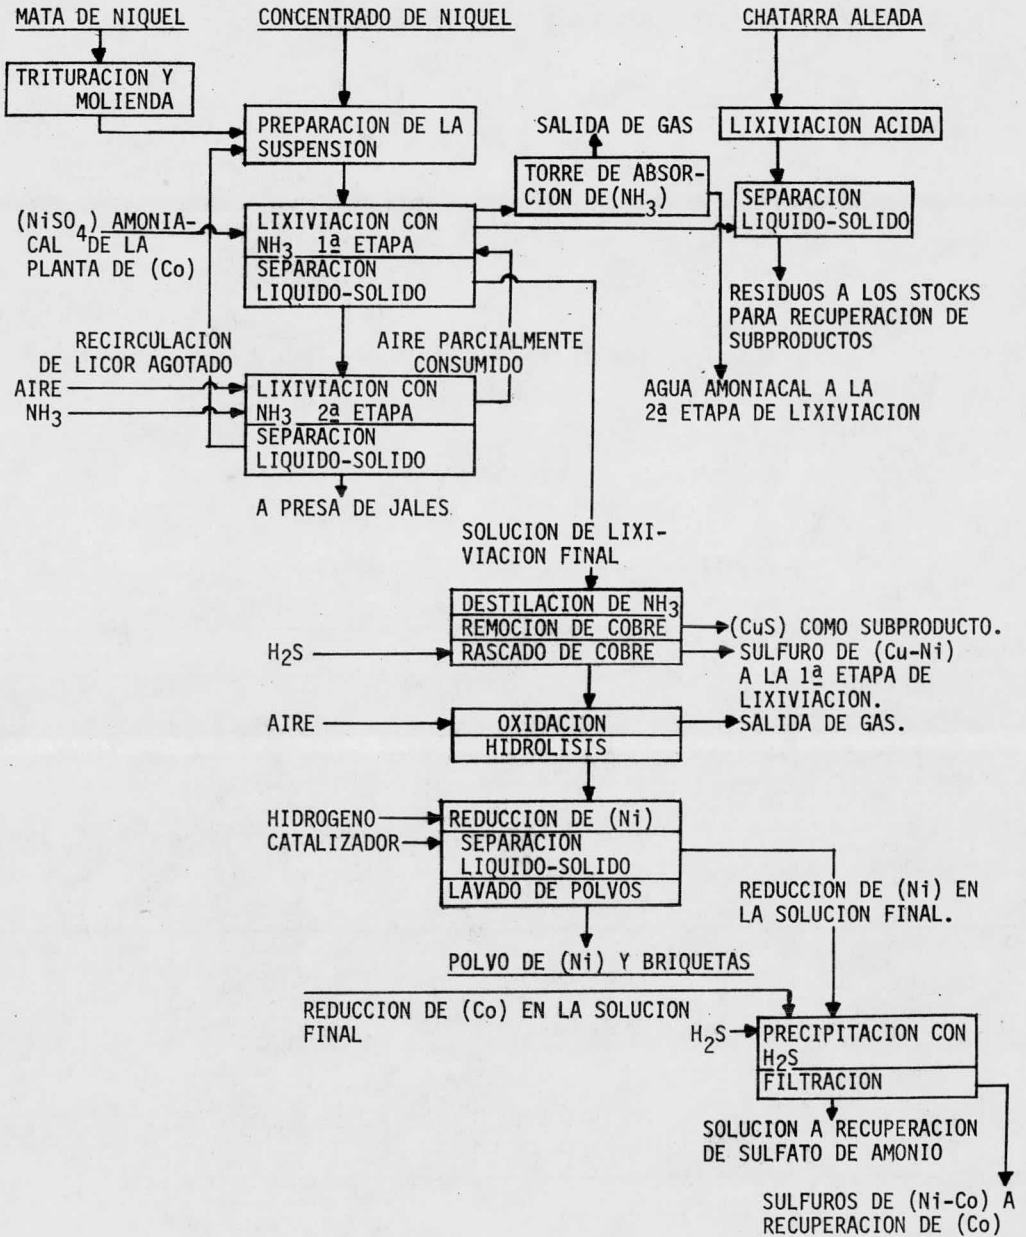 MATA DE NIQUEL
CONCENTRADO DE NIQUEL
CHATARRA ALEADA
TRITURACION Y
MOLIENDA
PREPARACION DE LA
SUSPENSION
SALIDA DE GAS
LIXIVIACION ACIDA
TORRE DE ABSOR-
CION DE (NH3)
SEPARACION
LIQUIDO-SOLIDO
(NiSO4) AMONIA-
CAL DE LA
PLANTA DE (Co)
LIXIVIACION CON
NH3 1ª ETAPA
SEPARACION
LIQUIDO-SOLIDO
RESIDUOS A LOS STOCKS
PARA RECUPERACION DE
SUBPRODUCTOS
RECIRCULACION
DE LICOR AGOTADO
AIRE PARCIALMENTE
CONSUMIDO
AGUA AMONIACAL A LA
2ª ETAPA DE LIXIVIACION
AIRE
NH3
LIXIVIACION CON
NH3 2ª ETAPA
SEPARACION
LIQUIDO-SOLIDO
A PRESA DE JALES
SOLUCION DE LIXI-
VIACION FINAL
DESTILACION DE NH3
REMOCION DE COBRE
(CuS) COMO SUBPRODUCTO.
H2S
RASCADO DE COBRE
SULFURO DE (Cu-Ni)
A LA 1ª ETAPA DE
LIXIVIACION.
AIRE
OXIDACION
SALIDA DE GAS.
HIDROLISIS
HIDROGENO
CATALIZADOR
REDUCCION DE (Ni)
SEPARACION
LIQUIDO-SOLIDO
LAVADO DE POLVOS
REDUCCION DE (Ni) EN
LA SOLUCION FINAL.
POLVO DE (Ni) Y BRIQUETAS
REDUCCION DE (Co) EN LA SOLUCION
FINAL
H2S
PRECIPITACION CON
H2S
FILTRACION
SOLUCION A RECUPERACION
DE SULFATO DE AMONIO
SULFUROS DE (Ni-Co) A
RECUPERACION DE (Co)